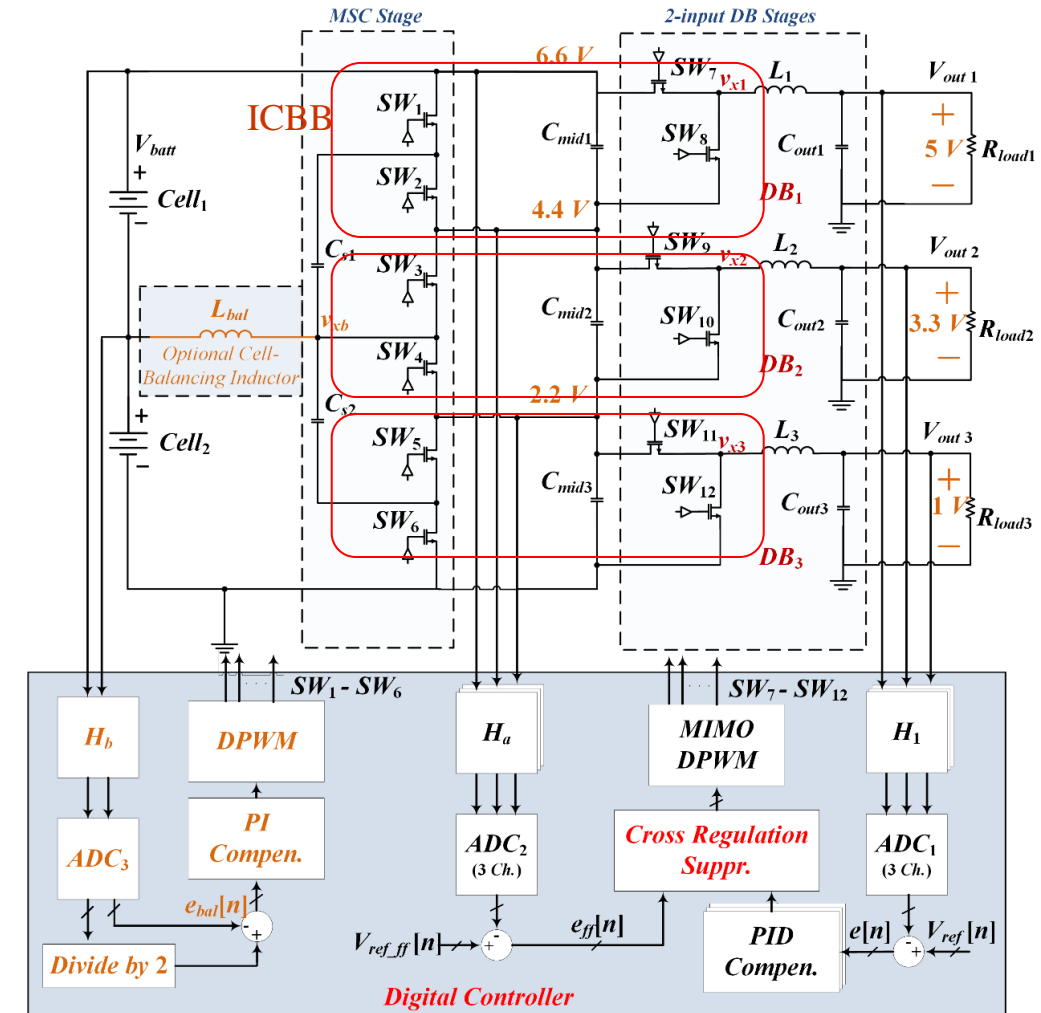 MSC Stage
2-input DB Stages
6.6 V
SW7
vx1
L1
Vout 1
ICBB
SW1
Vbatt
+
Cell1
−
Cmid1
SW8
Cout1
+
5 V
−
Rload1
SW2
DB1
4.4 V
SW9
L2
Vout 2
Cs1
SW3
vx2
Lbal
vxb
Optional Cell-
Balancing Inductor
Cmid2
SW10
Cout2
+
3.3 V
−
Rload2
SW4
DB2
2.2 V
Cs2
+
Cell2
−
SW5
SW11
vx3
L3
Vout 3
Cmid3
SW12
Cout3
+
1 V
−
Rload3
SW6
DB3
SW1 - SW6
SW7 - SW12
Hb
DPWM
Ha
MIMO
DPWM
H1
PI
Compen.
ADC3
ADC2
(3 Ch.)
Cross Regulation
Suppr.
ADC1
(3 Ch.)
ebal[n]
-
+
Divide by 2
Vref_ff [n]
+
-
eff[n]
PID
Compen.
e[n]
-
+
Vref [n]
Digital Controller